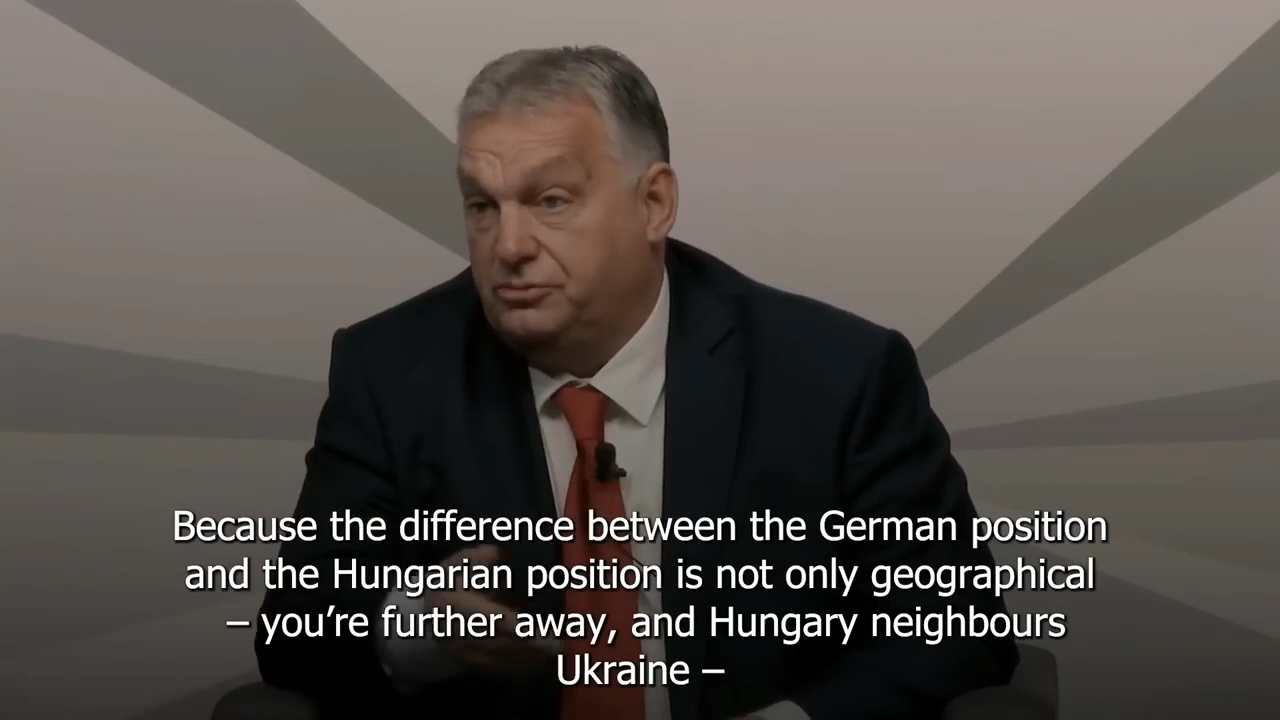 Because the difference between the German position
and the Hungarian position is not only geographical
– you’re further away, and Hungary neighbours
Ukraine –